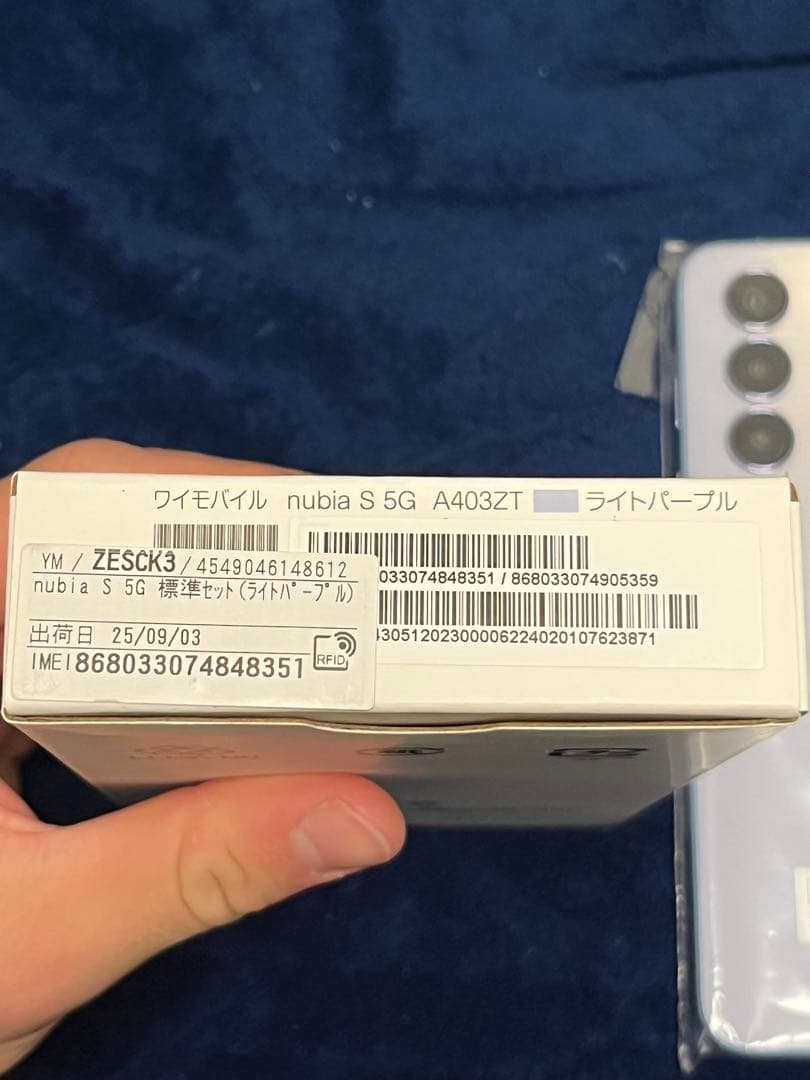 ワイモバイル nubia S 5G A403ZT ライトパープル
033074848351 / 868033074905359
43051202300006224020107623871
YM / ZESCK3 / 4549046148612
nubia S 5G 標準セット(ライトパープル)
出荷日 25/09/03
RFID
IMEI868033074848351